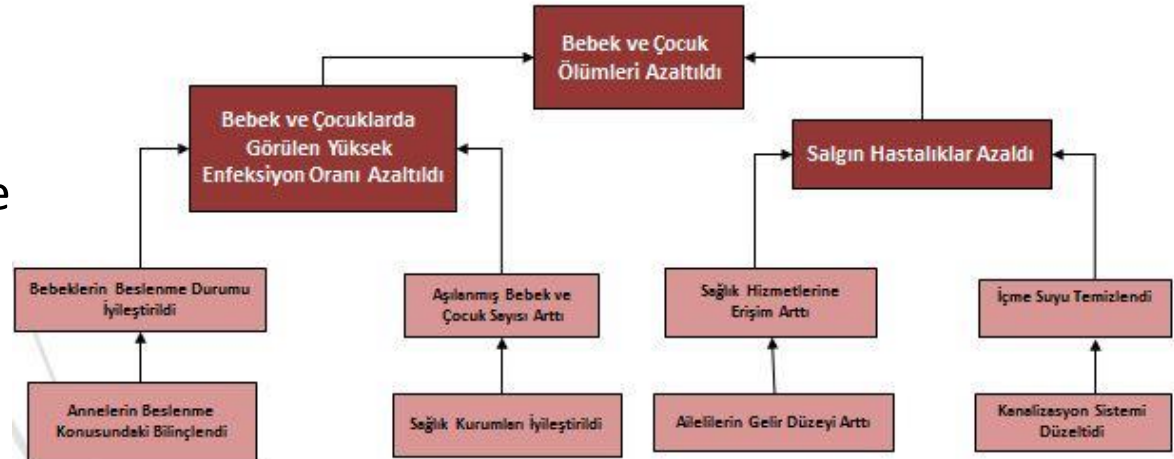 Bebek ve Çocuk
Ölümleri Azaltıldı
Bebek ve Çocuklarda
Görülen Yüksek
Enfeksiyon Oranı Azaltıldı
Salgın Hastalıklar Azaldı
e
Bebeklerin Beslenme Durumu
İyileştirildi
Aşılanmış Bebek ve
Çocuk Sayısı Arttı
Sağlık Hizmetlerine
Erişim Arttı
İçme Suyu Temizlendi
Annelerin Beslenme
Konusundaki Bilinçlendi
Sağlık Kurumları İyileştirildi
Ailelilerin Gelir Düzeyi Arttı
Kanalizasyon Sistemi
Düzeltidi